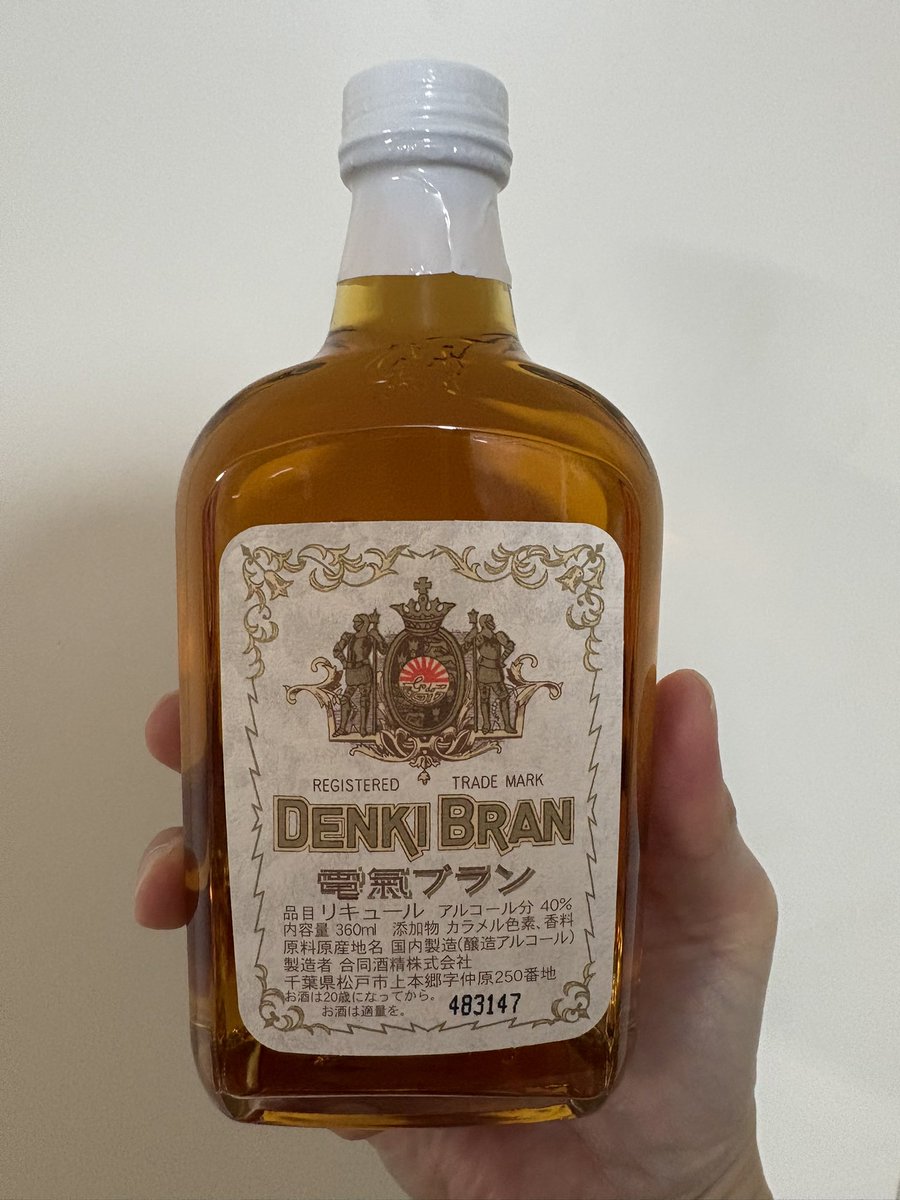 REGISTERED TRADE MARK
DENKI BRAN
電氣ブラン
品目 リキュール アルコール分 40%
内容量 360ml 添加物 カラメル色素、香料
原料原産地名 国内製造(醸造アルコール)
製造者 合同酒精株式会社
千葉県松戸市上本郷字仲原250番地
お酒は20歳になってから。
お酒は適量を。 483147